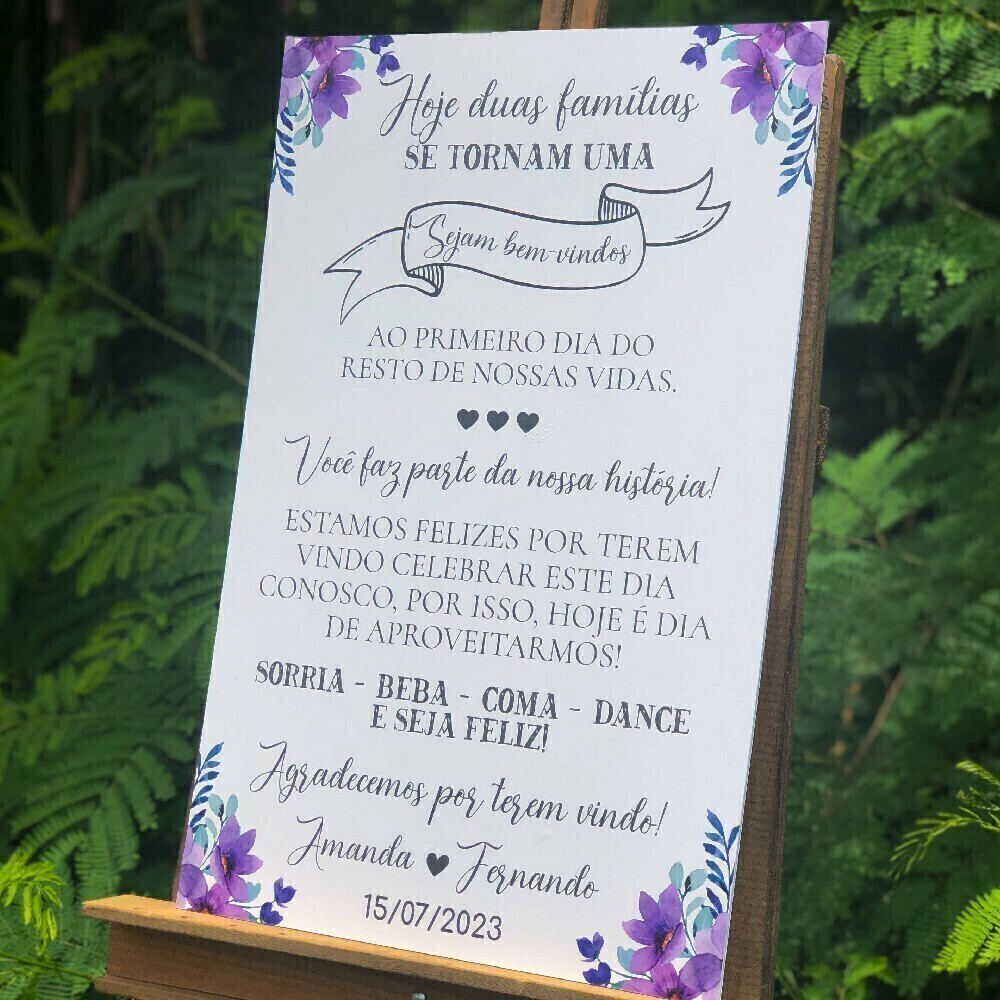 Hoje duas famílias
SE TORNAM UMA
Sejam bem-vindos
AO PRIMEIRO DIA DO
RESTO DE NOSSAS VIDAS.
Você faz parte da nossa história!
ESTAMOS FELIZES POR TEREM
VINDO CELEBRAR ESTE DIA
CONOSCO, POR ISSO, HOJE É DIA
DE APROVEITARMOS!
SORRIA - BEBA - COMA - DANCE
E SEJA FELIZ!
Agradecemos por terem vindo!
Amanda ♥ Fernando
15/07/2023